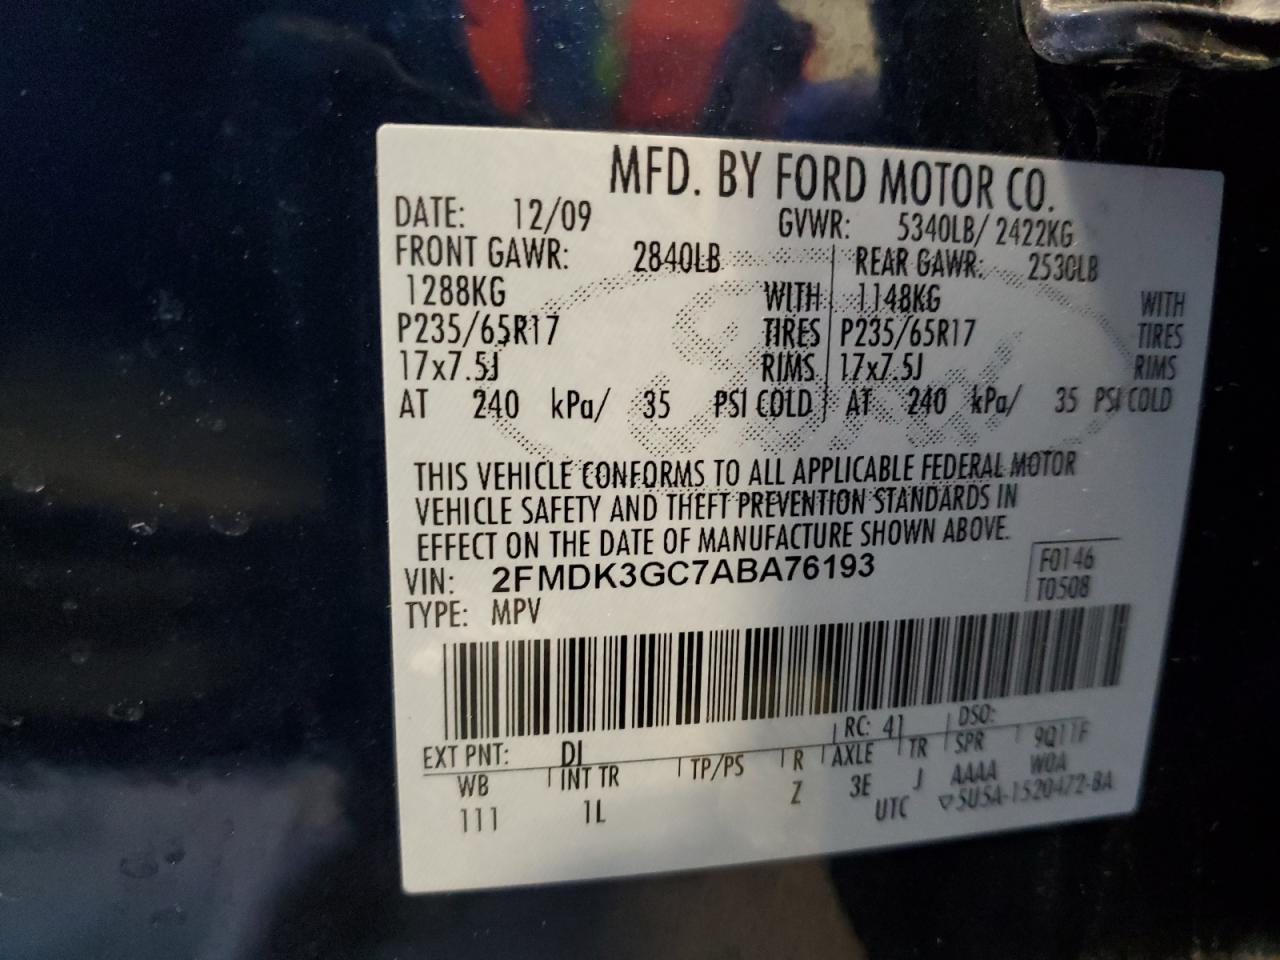 MFD. BY FORD MOTOR CO.
DATE: 12/09 GVWR: 5340LB/ 2422KG
FRONT GAWR: 2840LB REAR GAWR: 2530LB
1288KG WITH 1148KG WITH
P235/65R17 TIRES P235/65R17 TIRES
17x7.5J RIMS 17x7.5J RIMS
AT 240 kPa/ 35 PSI COLD AT 240 kPa/ 35 PSI COLD
THIS VEHICLE CONFORMS TO ALL APPLICABLE FEDERAL MOTOR
VEHICLE SAFETY AND THEFT PREVENTION STANDARDS IN
EFFECT ON THE DATE OF MANUFACTURE SHOWN ABOVE.
VIN: 2FMDK3GC7ABA76193
F0146
T0508
TYPE: MPV
EXT PNT: DI RC: 41 DSO:
WB INT TR TP/PS R AXLE TR SPR 9Q11F
111 1L Z 3E J AAAA W0A
UTC ▽5U5A-1520472-BA